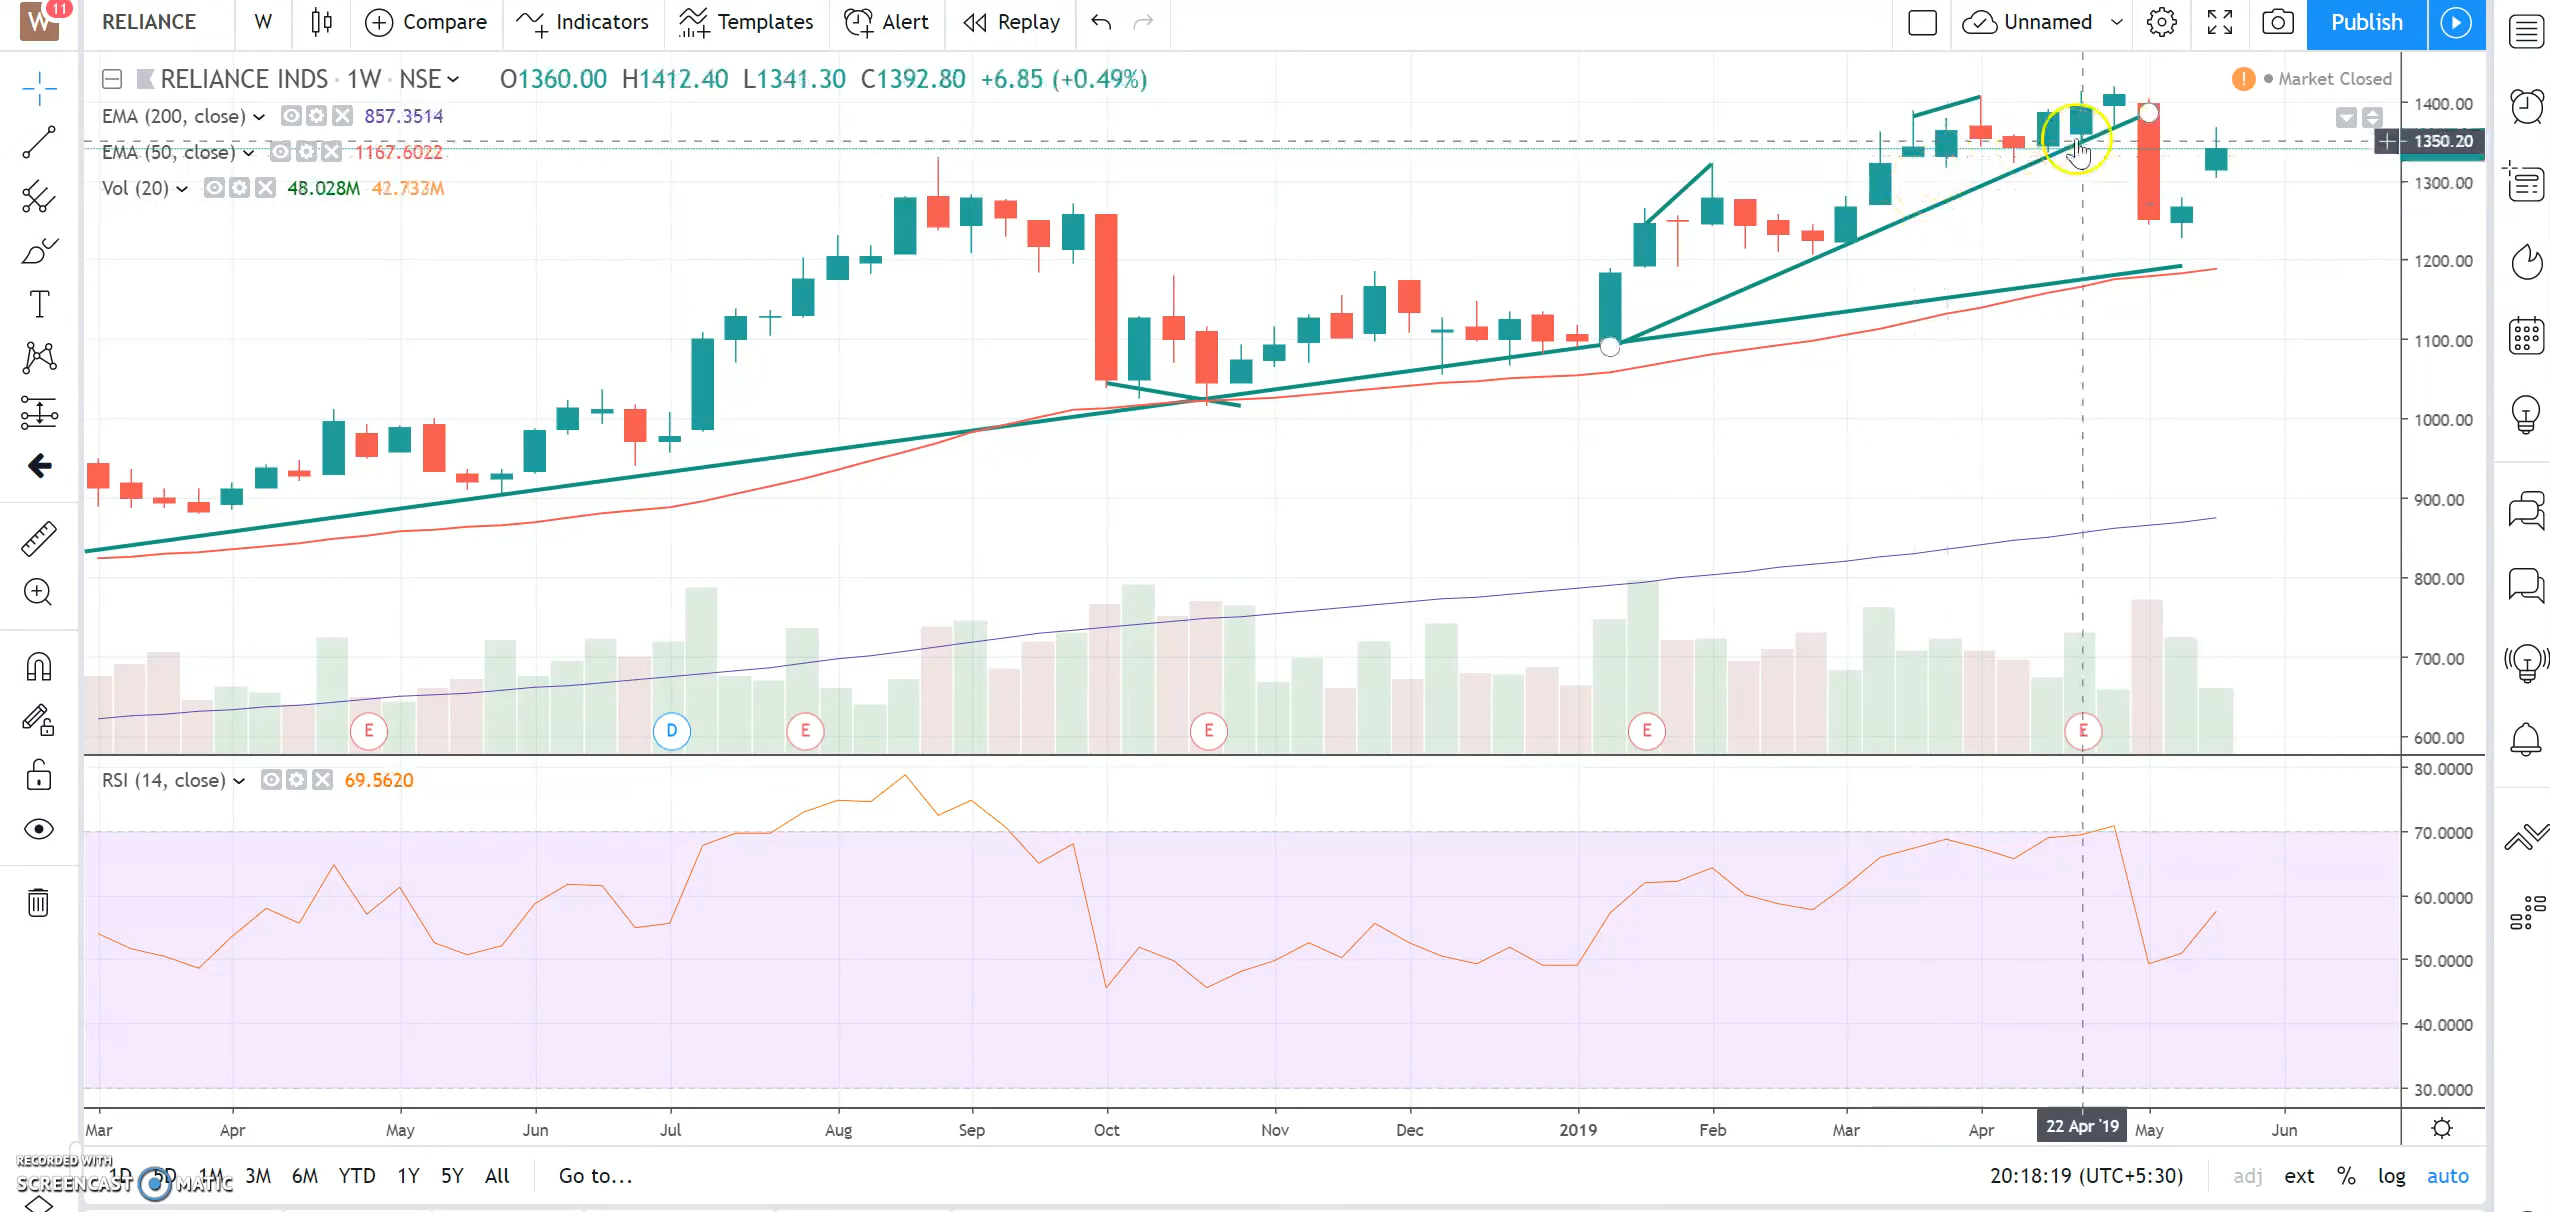 W 11 RELIANCE W Compare Indicators Templates Alert Replay Unnamed Publish
RELIANCE INDS · 1W · NSE O1360.00 H1412.40 L1341.30 C1392.80 +6.85 (+0.49%) ! Market Closed
EMA (200, close) 857.3514
EMA (50, close) 1167.6022
Vol (20) 48.028M 42.733M
1400.00
1350.20
1300.00
1200.00
1100.00
1000.00
900.00
800.00
700.00
600.00
E D E E E E
RSI (14, close) 69.5620
80.0000
70.0000
60.0000
50.0000
40.0000
30.0000
Mar Apr May Jun Jul Aug Sep Oct Nov Dec 2019 Feb Mar Apr 22 Apr '19 May Jun
1D 5D 1M 3M 6M YTD 1Y 5Y All Go to... 20:18:19 (UTC+5:30) adj ext % log auto
RECORDED WITH
SCREENCAST MATIC